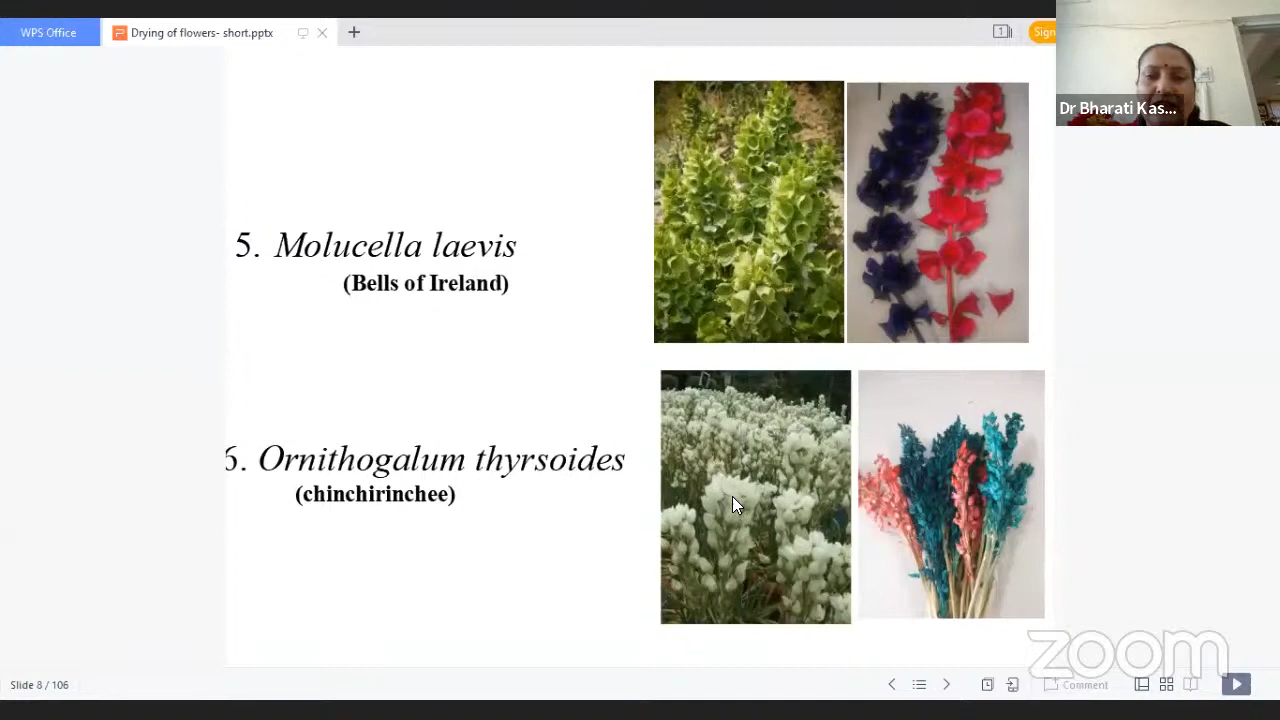 WPS Office
Drying of flowers- short.pptx
1
Sign
Dr Bharati Kas...
5. Molucella laevis
(Bells of Ireland)
6. Ornithogalum thyrsoides
(chinchirinchee)
zoom
Slide 8 / 106
Comment